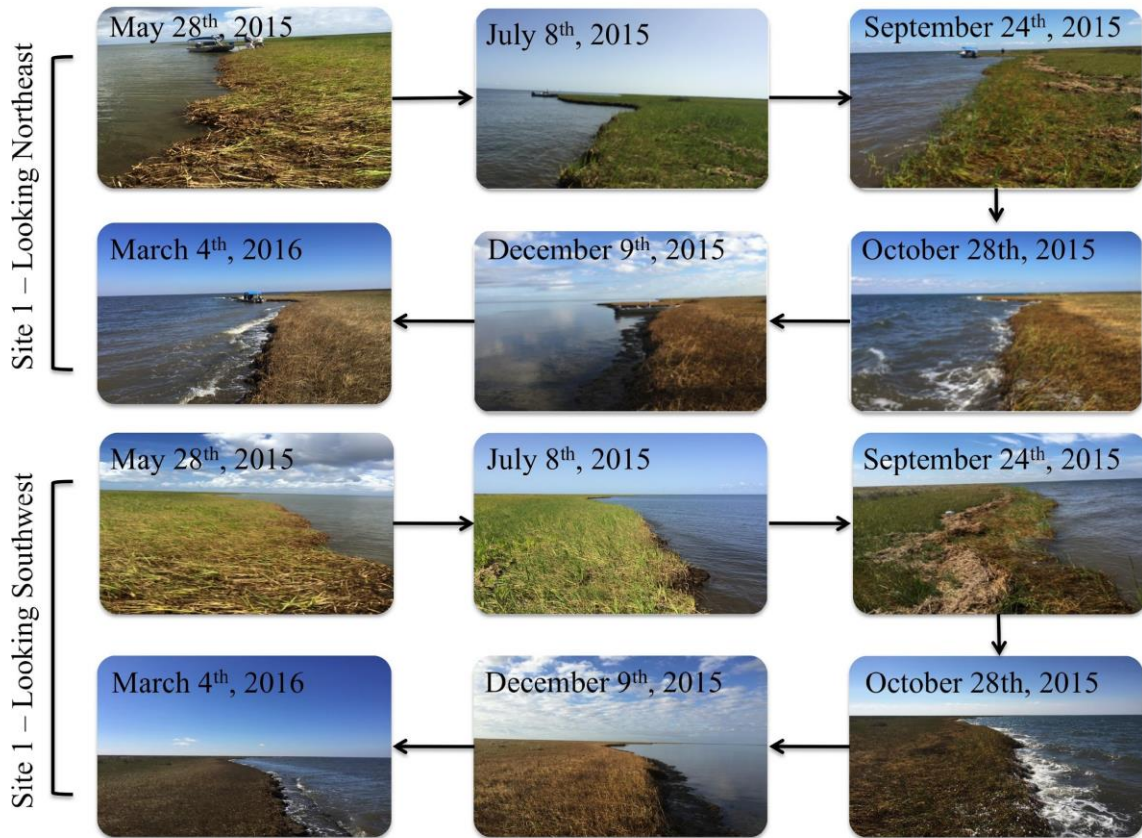 Site 1 – Looking Northeast
May 28th, 2015
July 8th, 2015
September 24th, 2015
March 4th, 2016
December 9th, 2015
October 28th, 2015
Site 1 – Looking Southwest
May 28th, 2015
July 8th, 2015
September 24th, 2015
March 4th, 2016
December 9th, 2015
October 28th, 2015